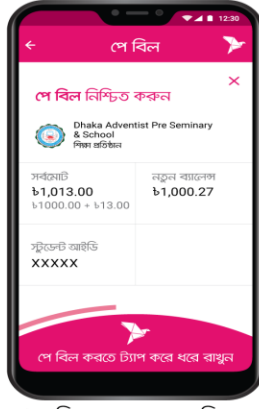 12:30
পে বিল
পে বিল নিশ্চিত করুন
Dhaka Adventist Pre Seminary
& School
শিক্ষা প্রতিষ্ঠান
সর্বমোট
নতুন ব্যালেন্স
৳1,013.00
৳1,000.27
৳1000.00 + ৳13.00
স্টুডেন্ট আইডি
XXXXX
পে বিল করতে ট্যাপ করে ধরে রাখুন